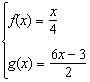 f(x) = x/4
g(x) = (6x − 3)/2